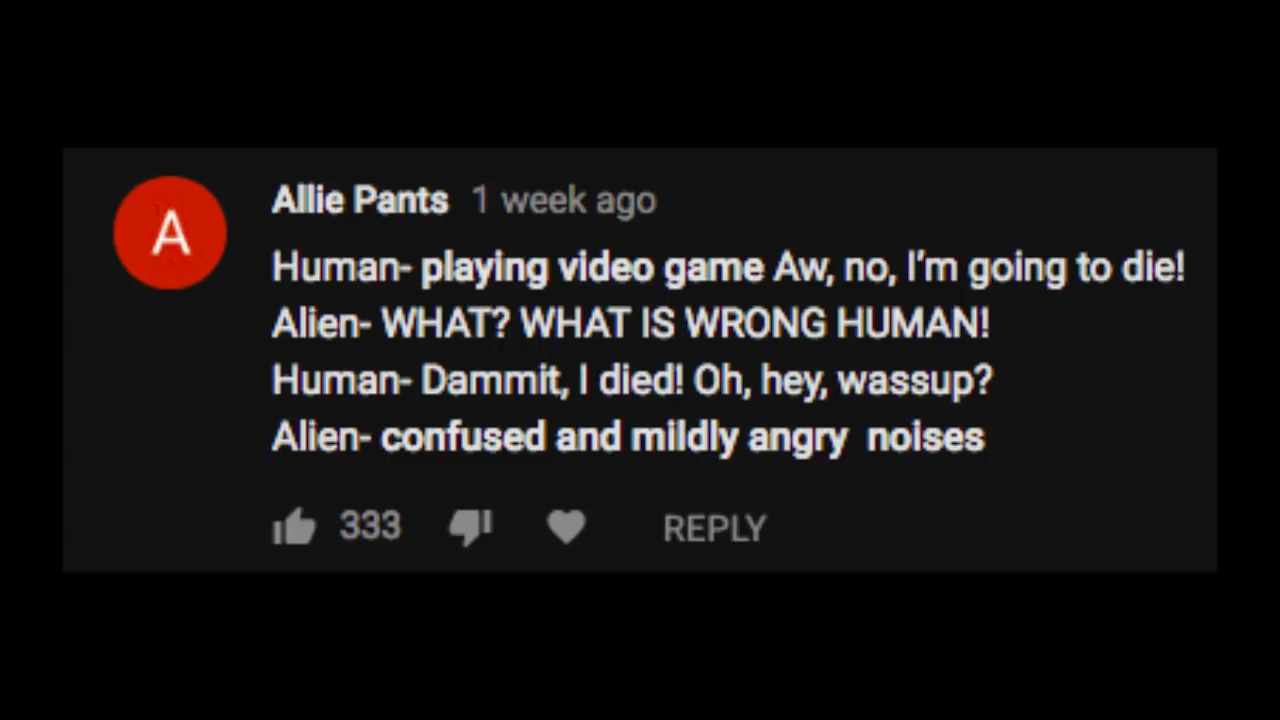 A
Allie Pants 1 week ago
Human- playing video game Aw, no, I’m going to die!
Alien- WHAT? WHAT IS WRONG HUMAN!
Human- Dammit, I died! Oh, hey, wassup?
Alien- confused and mildly angry  noises
333 REPLY